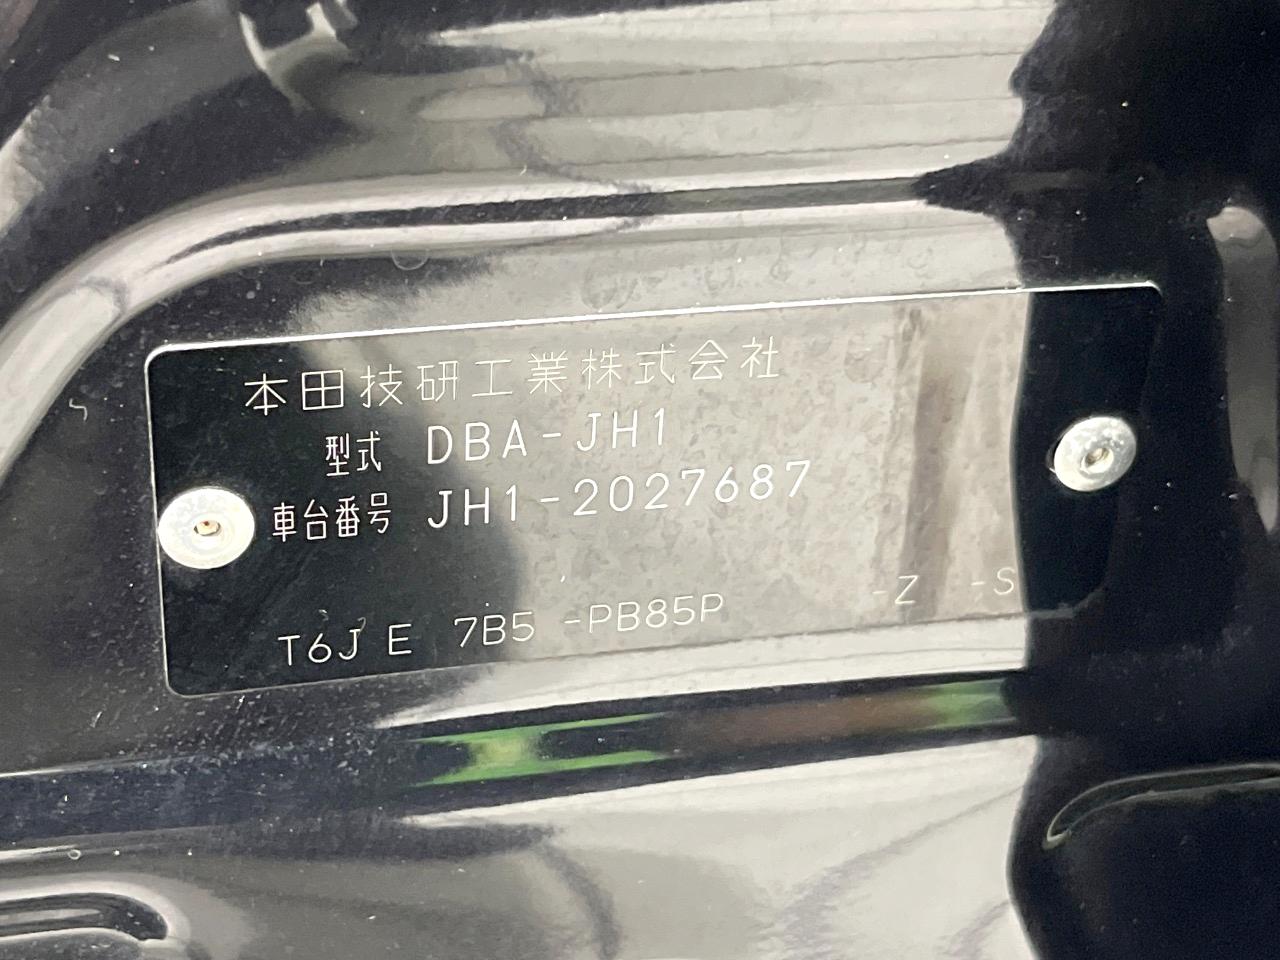 本田技研工業株式会社
型式 DBA-JH1
車台番号 JH1-2027687
T6J E 7B5 -PB85P -Z -S